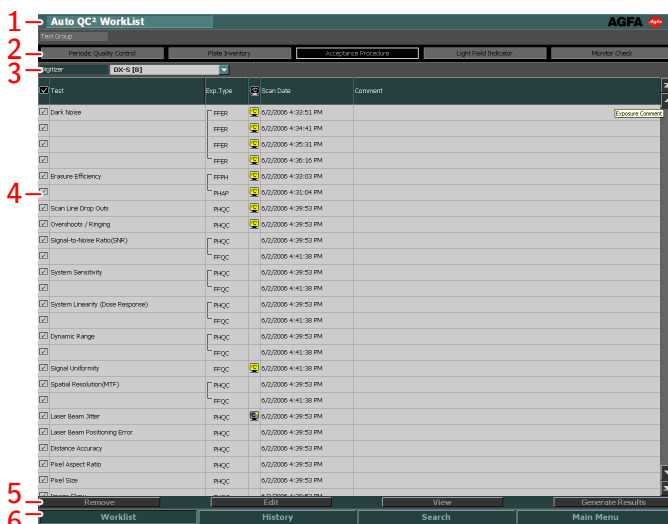 1 Auto QC² WorkList AGFA
Test Group
2 Periodic Quality Control Plate Inventory Acceptance Procedure Light Field Indicator Monitor Check
3 Digitizer DX-S [8]
Test Exp.Type Scan Date Comment
Dark Noise FFER 6/2/2006 4:33:51 PM Exposure Comment
FFER 6/2/2006 4:34:41 PM
FFER 6/2/2006 4:35:31 PM
FFER 6/2/2006 4:36:16 PM
Erasure Efficiency FFPH 6/2/2006 4:33:03 PM
4 PHAP 6/2/2006 4:31:04 PM
Scan Line Drop Outs PHQC 6/2/2006 4:39:53 PM
Overshoots / Ringing PHQC 6/2/2006 4:39:53 PM
Signal-to-Noise Ratio(SNR) PHQC 6/2/2006 4:39:53 PM
FFQC 6/2/2006 4:41:38 PM
System Sensitivity PHQC 6/2/2006 4:39:53 PM
FFQC 6/2/2006 4:41:38 PM
System Linearity (Dose Response) PHQC 6/2/2006 4:39:53 PM
FFQC 6/2/2006 4:41:38 PM
Dynamic Range PHQC 6/2/2006 4:39:53 PM
FFQC 6/2/2006 4:41:38 PM
Signal Uniformity FFQC 6/2/2006 4:41:38 PM
Spatial Resolution(MTF) PHQC 6/2/2006 4:39:53 PM
FFQC 6/2/2006 4:41:38 PM
Laser Beam Jitter PHQC 6/2/2006 4:39:53 PM
Laser Beam Positioning Error PHQC 6/2/2006 4:39:53 PM
Distance Accuracy PHQC 6/2/2006 4:39:53 PM
Pixel Aspect Ratio PHQC 6/2/2006 4:39:53 PM
Pixel Size PHQC 6/2/2006 4:39:53 PM
5 Remove Edit View Generate Results
6 Worklist History Search Main Menu